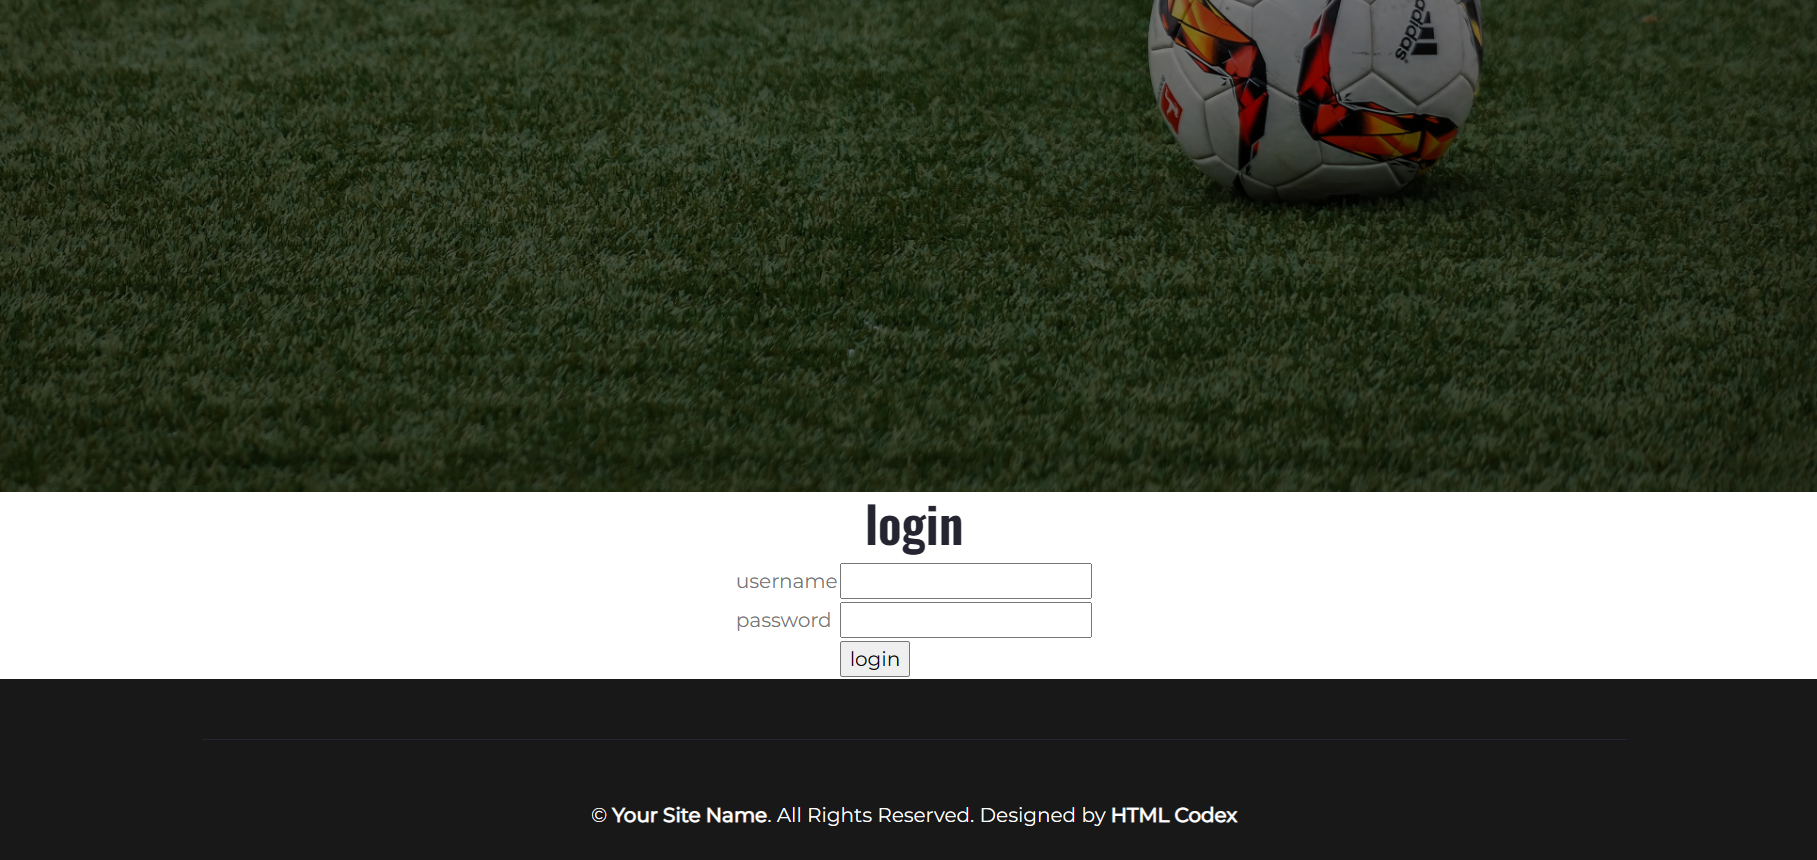 adidas
login
username
password
login
© Your Site Name. All Rights Reserved. Designed by HTML Codex